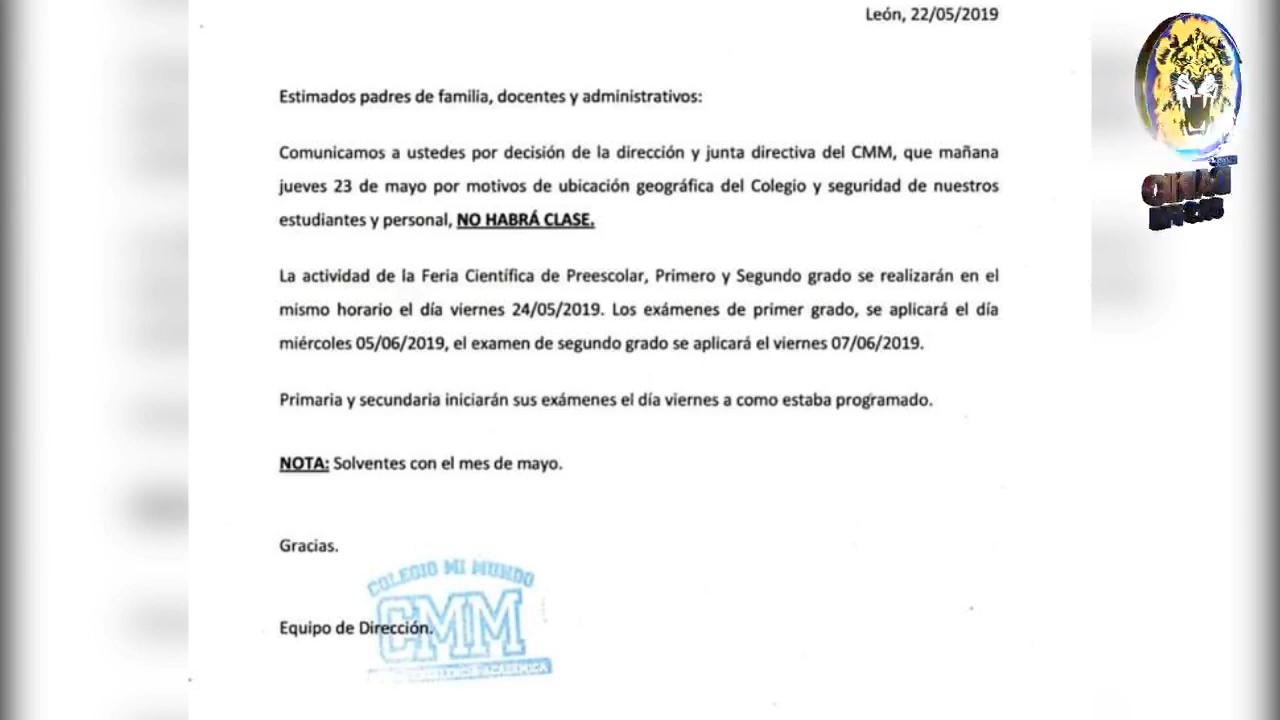 León, 22/05/2019
Estimados padres de familia, docentes y administrativos:
Comunicamos a ustedes por decisión de la dirección y junta directiva del CMM, que mañana
jueves 23 de mayo por motivos de ubicación geográfica del Colegio y seguridad de nuestros
estudiantes y personal, NO HABRÁ CLASE.
La actividad de la Feria Científica de Preescolar, Primero y Segundo grado se realizarán en el
mismo horario el día viernes 24/05/2019. Los exámenes de primer grado, se aplicará el día
miércoles 05/06/2019, el examen de segundo grado se aplicará el viernes 07/06/2019.
Primaria y secundaria iniciarán sus exámenes el día viernes a como estaba programado.
NOTA: Solventes con el mes de mayo.
Gracias.
COLEGIO MI MUNDO
CMM
Equipo de Dirección.
ACADÉMICA